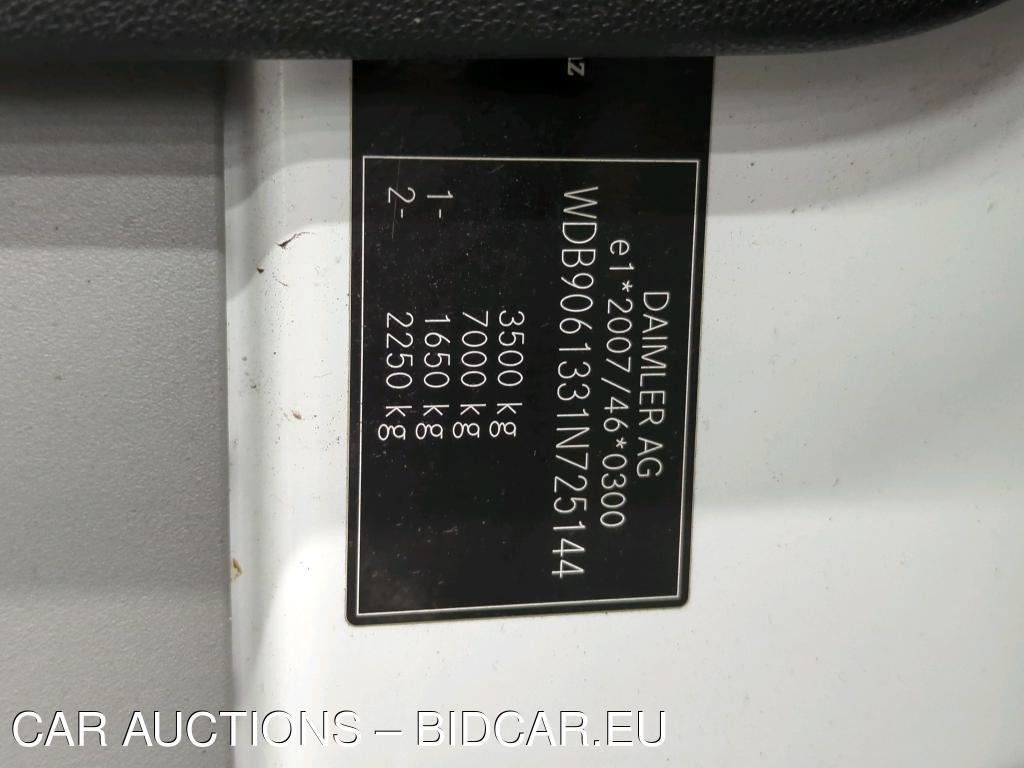 DAIMLER AG
e1*2007/46*0300
WDB9061331N725144
3500 kg
7000 kg
1- 1650 kg
2- 2250 kg
CAR AUCTIONS – BIDCAR.EU